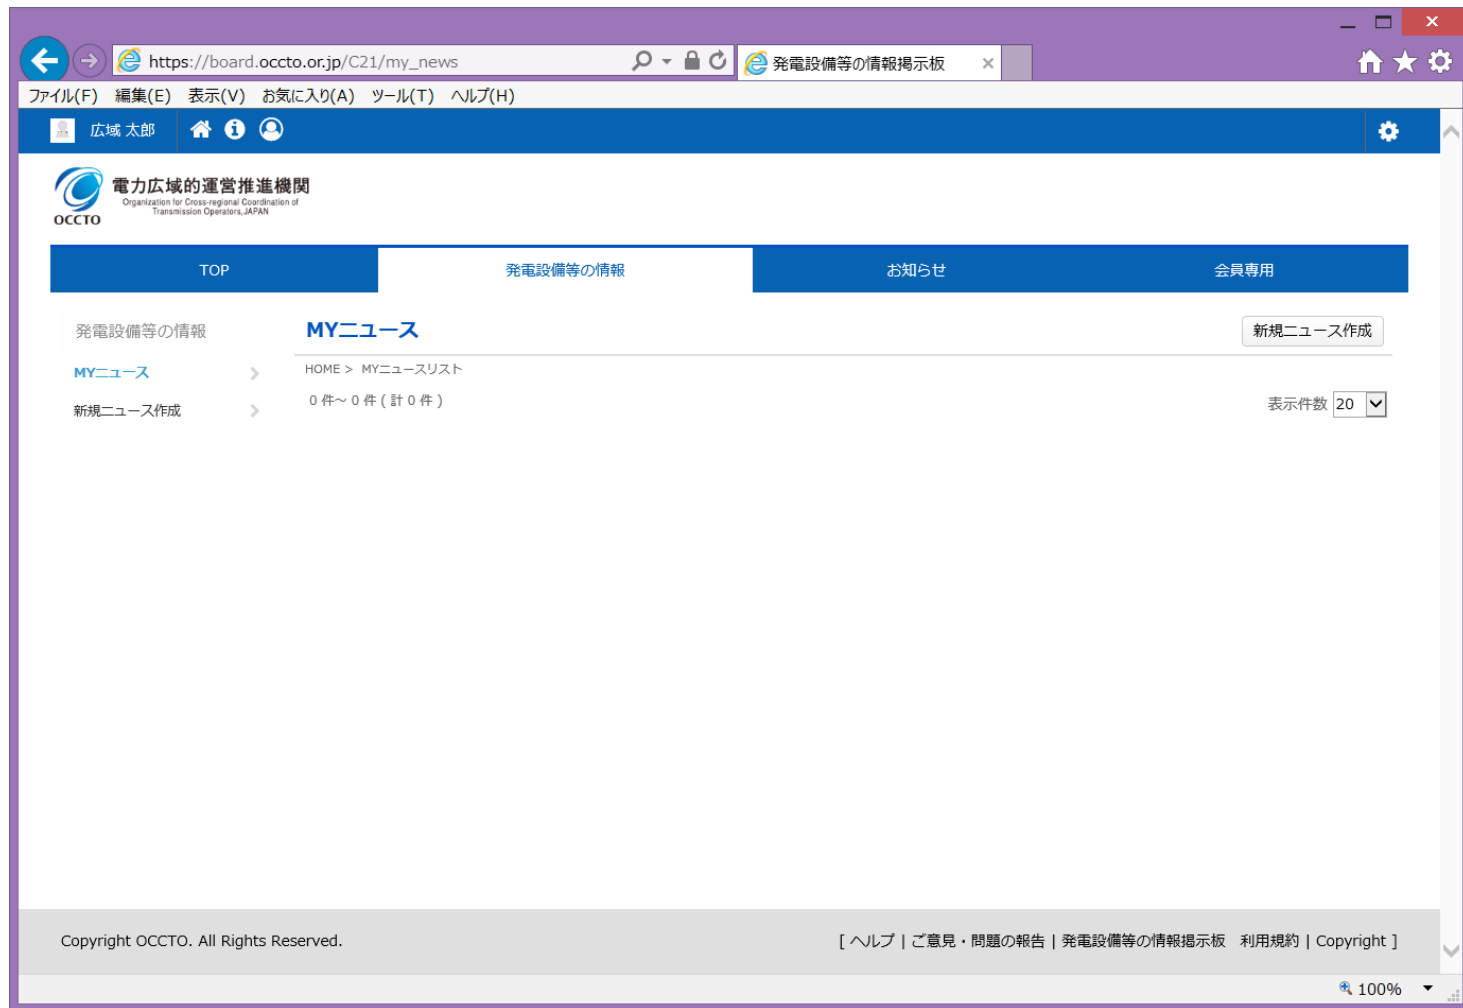 https://board.occto.or.jp/C21/my_news
発電設備等の情報掲示板
ファイル(F) 編集(E) 表示(V) お気に入り(A) ツール(T) ヘルプ(H)
広域 太郎
電力広域的運営推進機関
Organization for Cross-regional Coordination of
Transmission Operators, JAPAN
OCCTO
TOP 発電設備等の情報 お知らせ 会員専用
発電設備等の情報
MYニュース
新規ニュース作成
MYニュース
新規ニュース作成
HOME > MYニュースリスト
0 件～ 0 件 ( 計 0 件 )
表示件数 20
Copyright OCCTO. All Rights Reserved.
[ ヘルプ | ご意見・問題の報告 | 発電設備等の情報掲示板 利用規約 | Copyright ]
100%